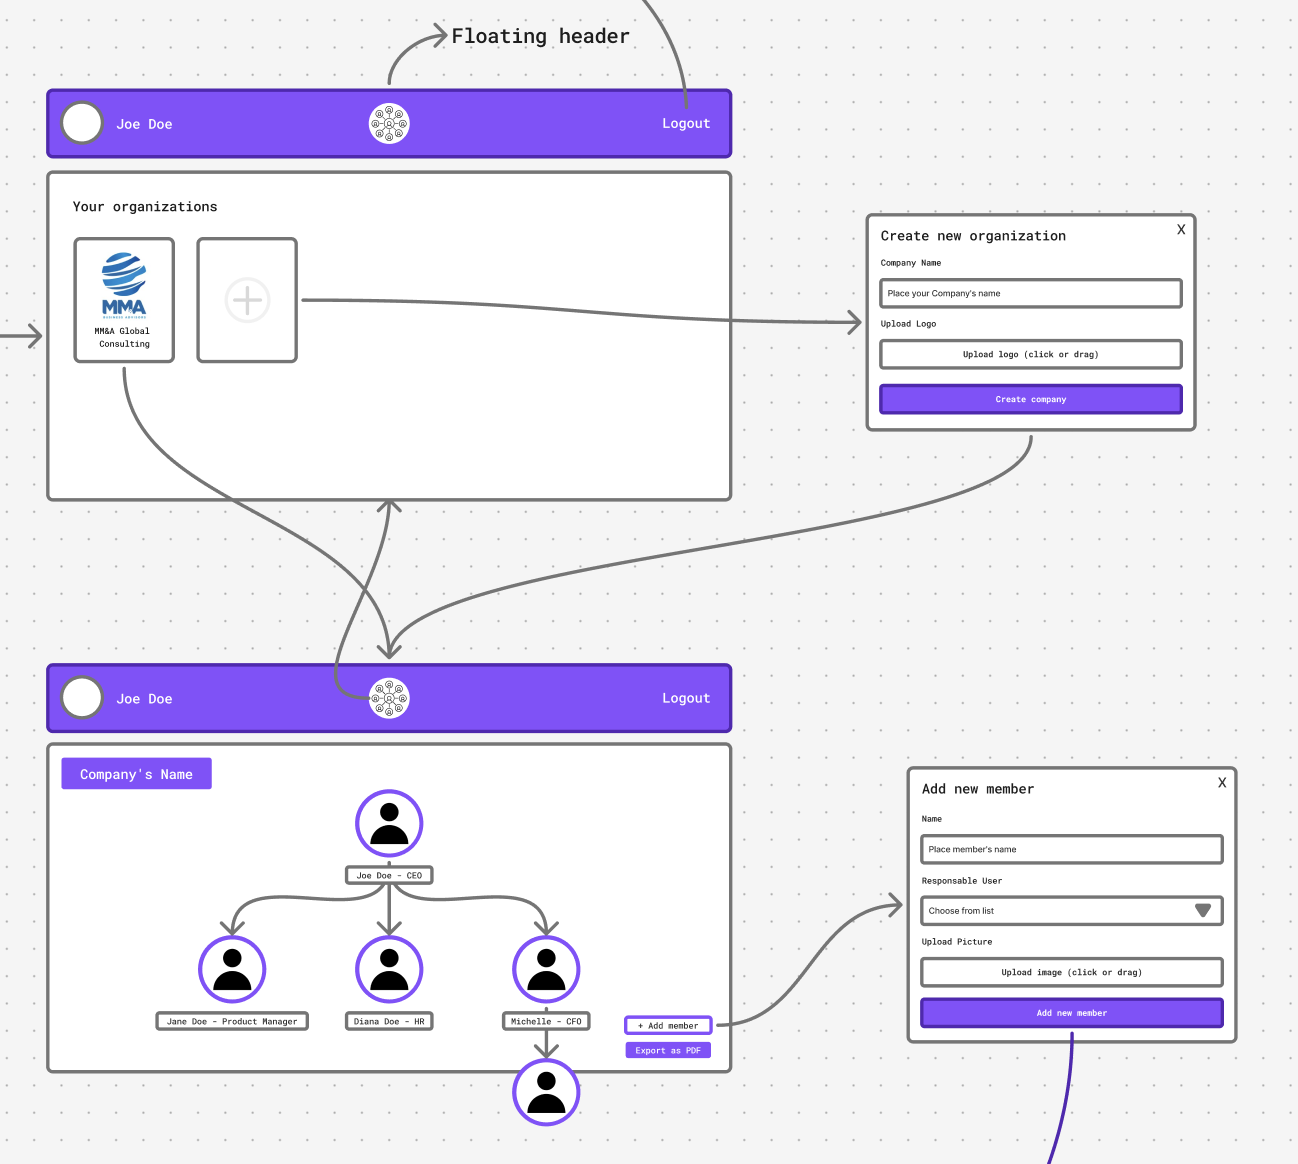 Floating header
Joe Doe
Logout
Your organizations
MM&A
BUSINESS ADVISORS
MM&A Global
Consulting
Create new organization
X
Company Name
Place your Company's name
Upload Logo
Upload logo (click or drag)
Create company
Joe Doe
Logout
Company's Name
Joe Doe - CEO
Jane Doe - Product Manager
Diana Doe - HR
Michelle - CFO
+ Add member
Export as PDF
Add new member
X
Name
Place member's name
Responsable User
Choose from list
Upload Picture
Upload image (click or drag)
Add new member